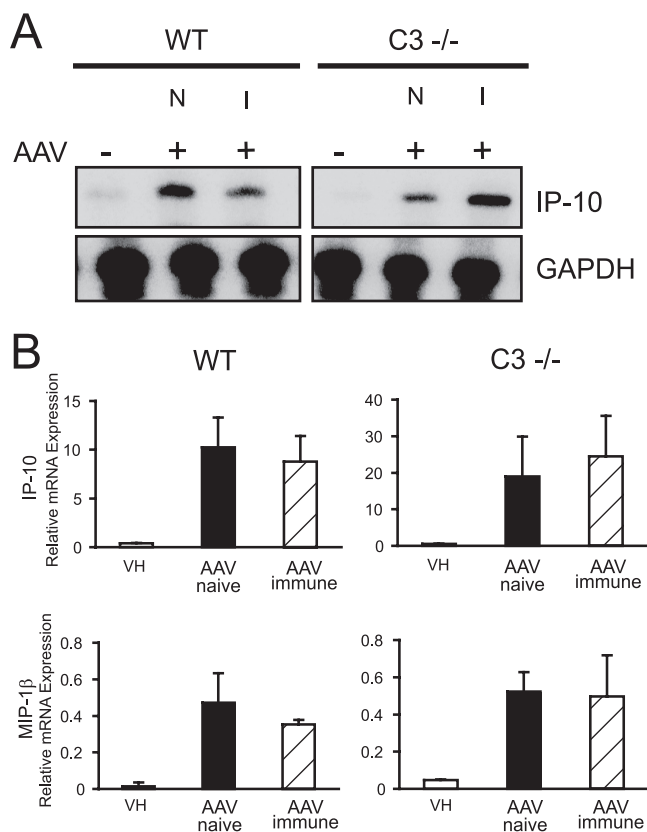 A
WT C3 -/-
N I N I
AAV - + + - + +
IP-10
GAPDH
B
WT C3 -/-
IP-10
Relative mRNA Expression
15
10
5
0
VH AAV naive AAV immune
40
30
20
10
0
VH AAV naive AAV immune
MIP-1β
Relative mRNA Expression
0.8
0.6
0.4
0.2
0
VH AAV naive AAV immune
0.8
0.6
0.4
0.2
0
VH AAV naive AAV immune